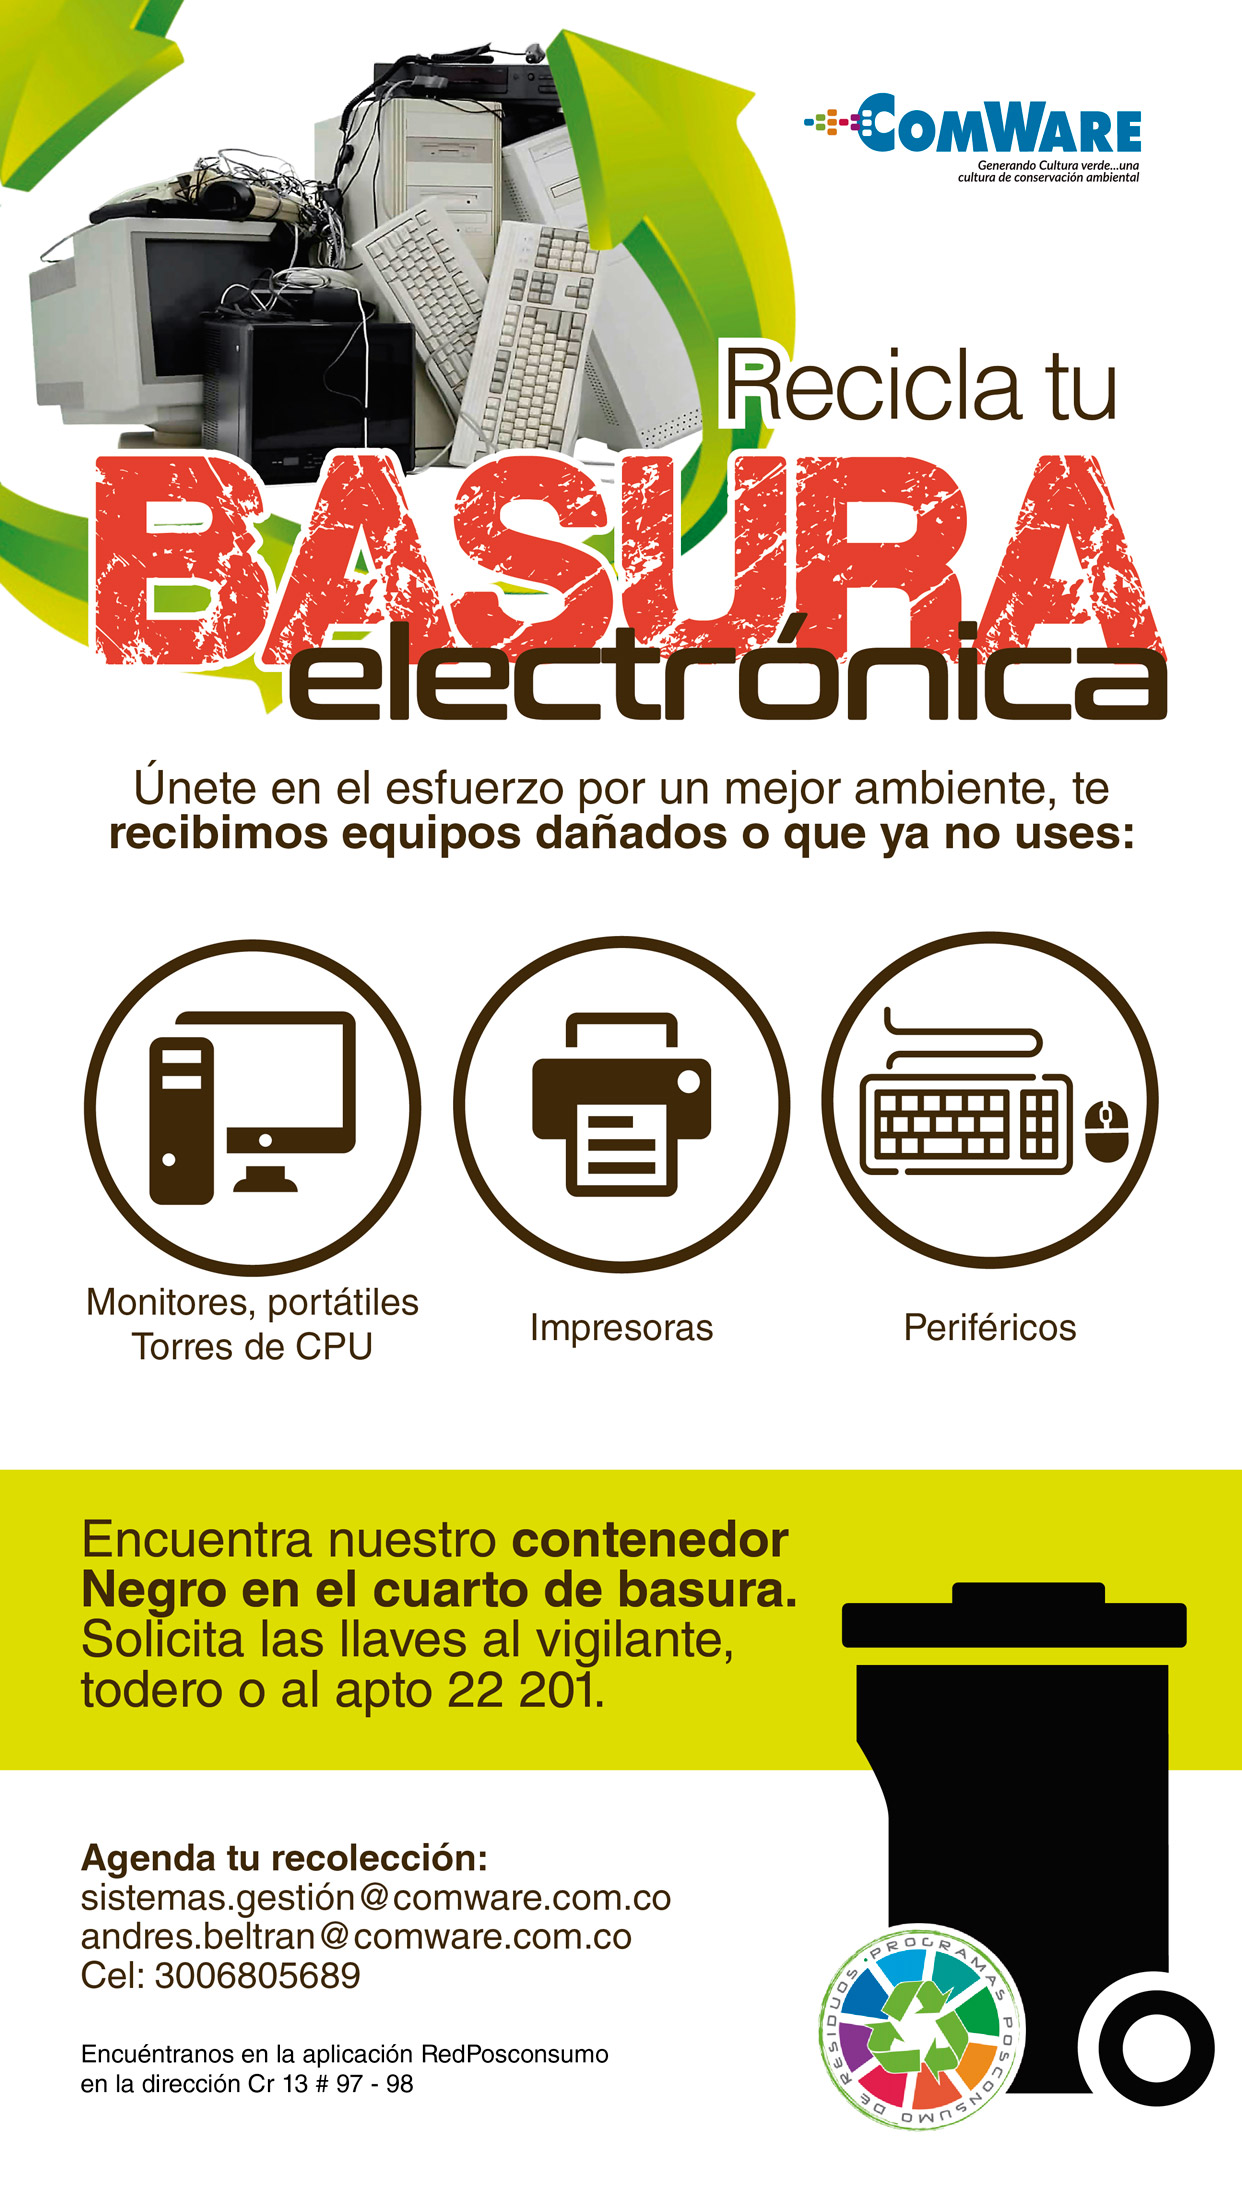 COMWARE
Generando Cultura verde...una
cultura de conservación ambiental
Recicla tu
BASURA
electrónica
Únete en el esfuerzo por un mejor ambiente, te
recibimos equipos dañados o que ya no uses:
Monitores, portátiles
Torres de CPU
Impresoras
Periféricos
Encuentra nuestro contenedor
Negro en el cuarto de basura.
Solicita las llaves al vigilante,
todero o al apto 22 201.
Agenda tu recolección:
sistemas.gestión@comware.com.co
andres.beltran@comware.com.co
Cel: 3006805689
Encuéntranos en la aplicación RedPosconsumo
en la dirección Cr 13 # 97 - 98
PROGRAMAS POSCONSUMO DE RESIDUOS